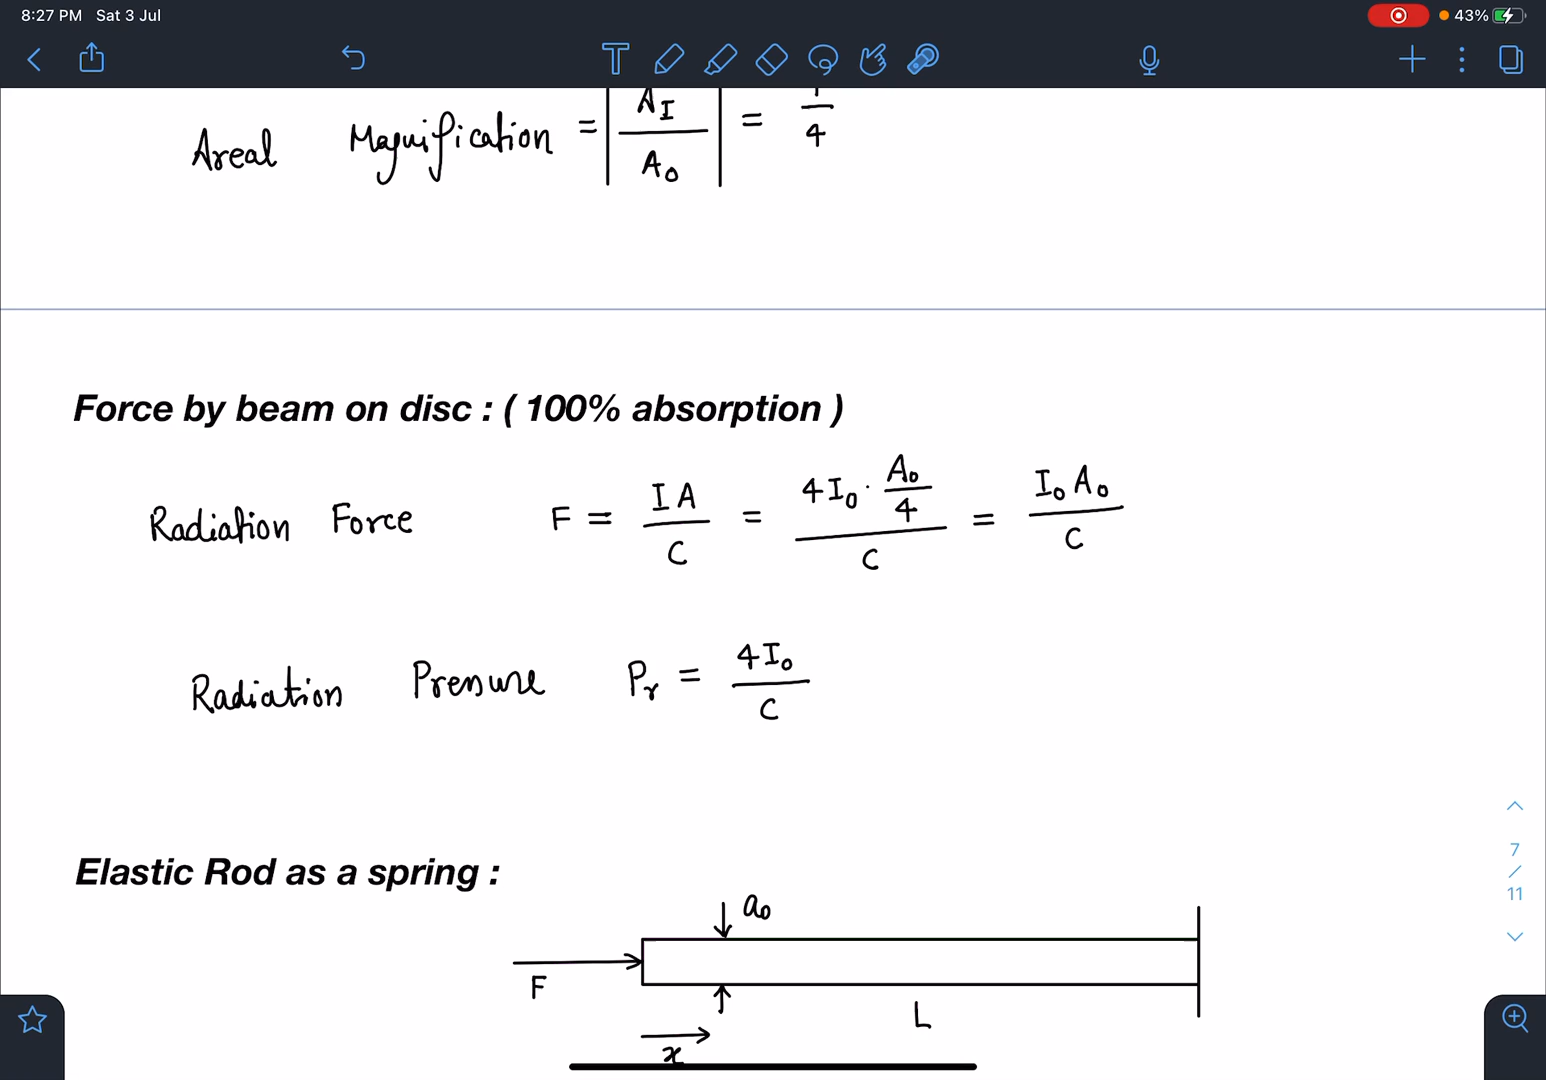 8:27 PM Sat 3 Jul 43%
T
Areal Magnification = |A_I / A_0| = 1/4
Force by beam on disc : ( 100% absorption )
Radiation Force F = IA / C = (4I_0 · A_0/4) / C = I_0 A_0 / C
Radiation Pressure P_r = 4I_0 / C
7
/
11
Elastic Rod as a spring :
a_0
F
L
x